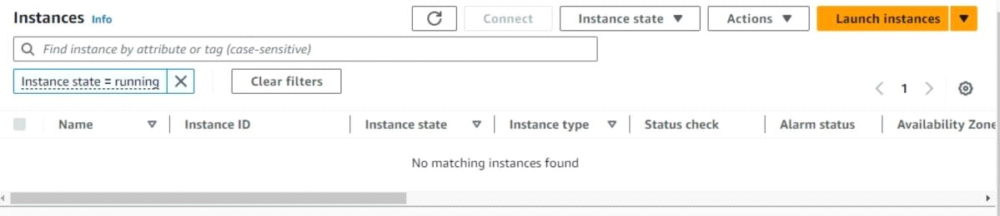 Instances Info Connect Instance state Actions Launch instances
Find instance by attribute or tag (case-sensitive)
Instance state = running Clear filters
1
Name Instance ID Instance state Instance type Status check Alarm status Availability Zone
No matching instances found